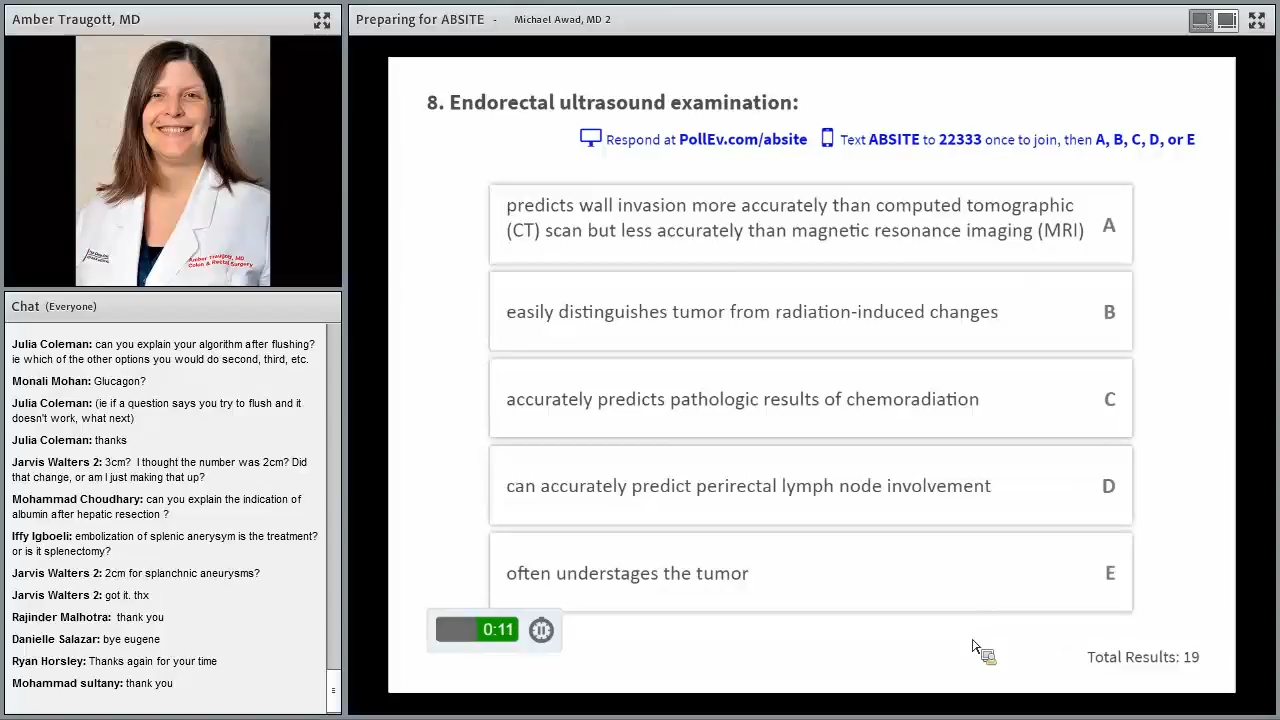 Amber Traugott, MD
Amber Traugott, MD
Colon & Rectal Surgery
Chat (Everyone)
Julia Coleman: can you explain your algorithm after flushing?
ie which of the other options you would do second, third, etc.
Monali Mohan: Glucagon?
Julia Coleman: (ie if a question says you try to flush and it
doesn't work, what next)
Julia Coleman: thanks
Jarvis Walters 2: 3cm?  I thought the number was 2cm? Did
that change, or am I just making that up?
Mohammad Choudhary: can you explain the indication of
albumin after hepatic resection ?
Iffy Igboeli: embolization of splenic anerysym is the treatment?
or is it splenectomy?
Jarvis Walters 2: 2cm for splanchnic aneurysms?
Jarvis Walters 2: got it. thx
Rajinder Malhotra:  thank you
Danielle Salazar: bye eugene
Ryan Horsley: Thanks again for your time
Mohammad sultany: thank you
Preparing for ABSITE - Michael Awad, MD 2
8. Endorectal ultrasound examination:
Respond at PollEv.com/absite Text ABSITE to 22333 once to join, then A, B, C, D, or E
predicts wall invasion more accurately than computed tomographic
(CT) scan but less accurately than magnetic resonance imaging (MRI) A
easily distinguishes tumor from radiation-induced changes B
accurately predicts pathologic results of chemoradiation C
can accurately predict perirectal lymph node involvement D
often understages the tumor E
0:11
Total Results: 19